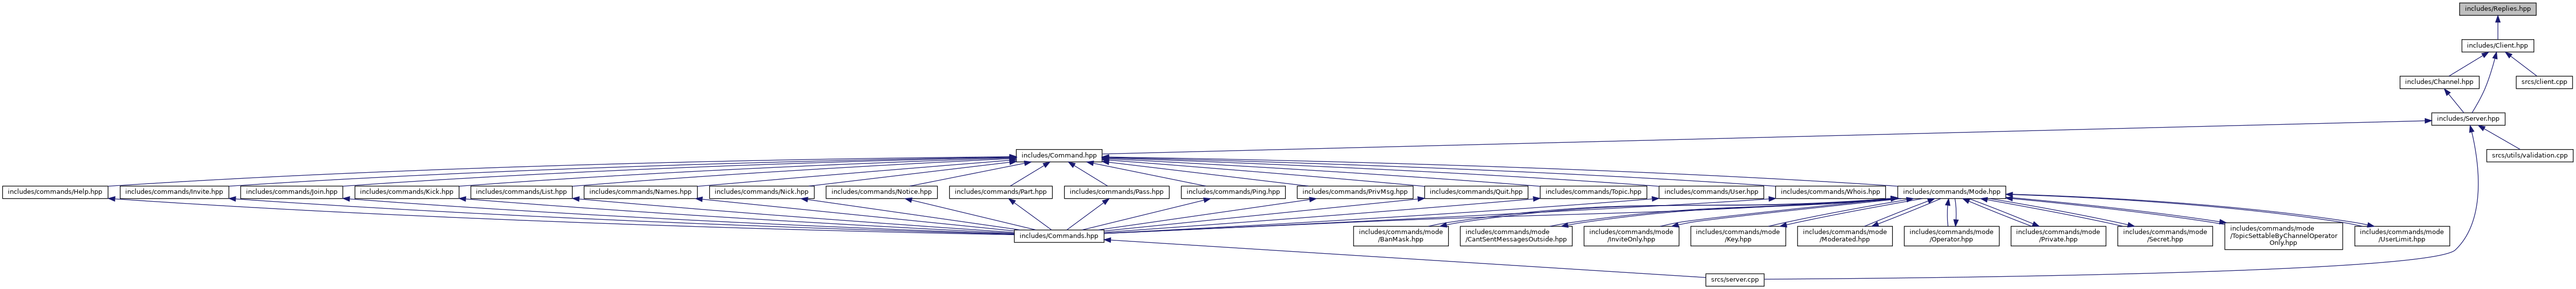 includes/Replies.hpp
includes/Client.hpp
includes/Channel.hpp
srcs/client.cpp
includes/Server.hpp
includes/Command.hpp
srcs/utils/validation.cpp
includes/commands/Help.hpp
includes/commands/Invite.hpp
includes/commands/Join.hpp
includes/commands/Kick.hpp
includes/commands/List.hpp
includes/commands/Names.hpp
includes/commands/Nick.hpp
includes/commands/Notice.hpp
includes/commands/Part.hpp
includes/commands/Pass.hpp
includes/commands/Ping.hpp
includes/commands/PrivMsg.hpp
includes/commands/Quit.hpp
includes/commands/Topic.hpp
includes/commands/User.hpp
includes/commands/Whois.hpp
includes/commands/Mode.hpp
includes/Commands.hpp
includes/commands/mode
/BanMask.hpp
includes/commands/mode
/CantSentMessagesOutside.hpp
includes/commands/mode
/InviteOnly.hpp
includes/commands/mode
/Key.hpp
includes/commands/mode
/Moderated.hpp
includes/commands/mode
/Operator.hpp
includes/commands/mode
/Private.hpp
includes/commands/mode
/Secret.hpp
includes/commands/mode
/TopicSettableByChannelOperator
Only.hpp
includes/commands/mode
/UserLimit.hpp
srcs/server.cpp